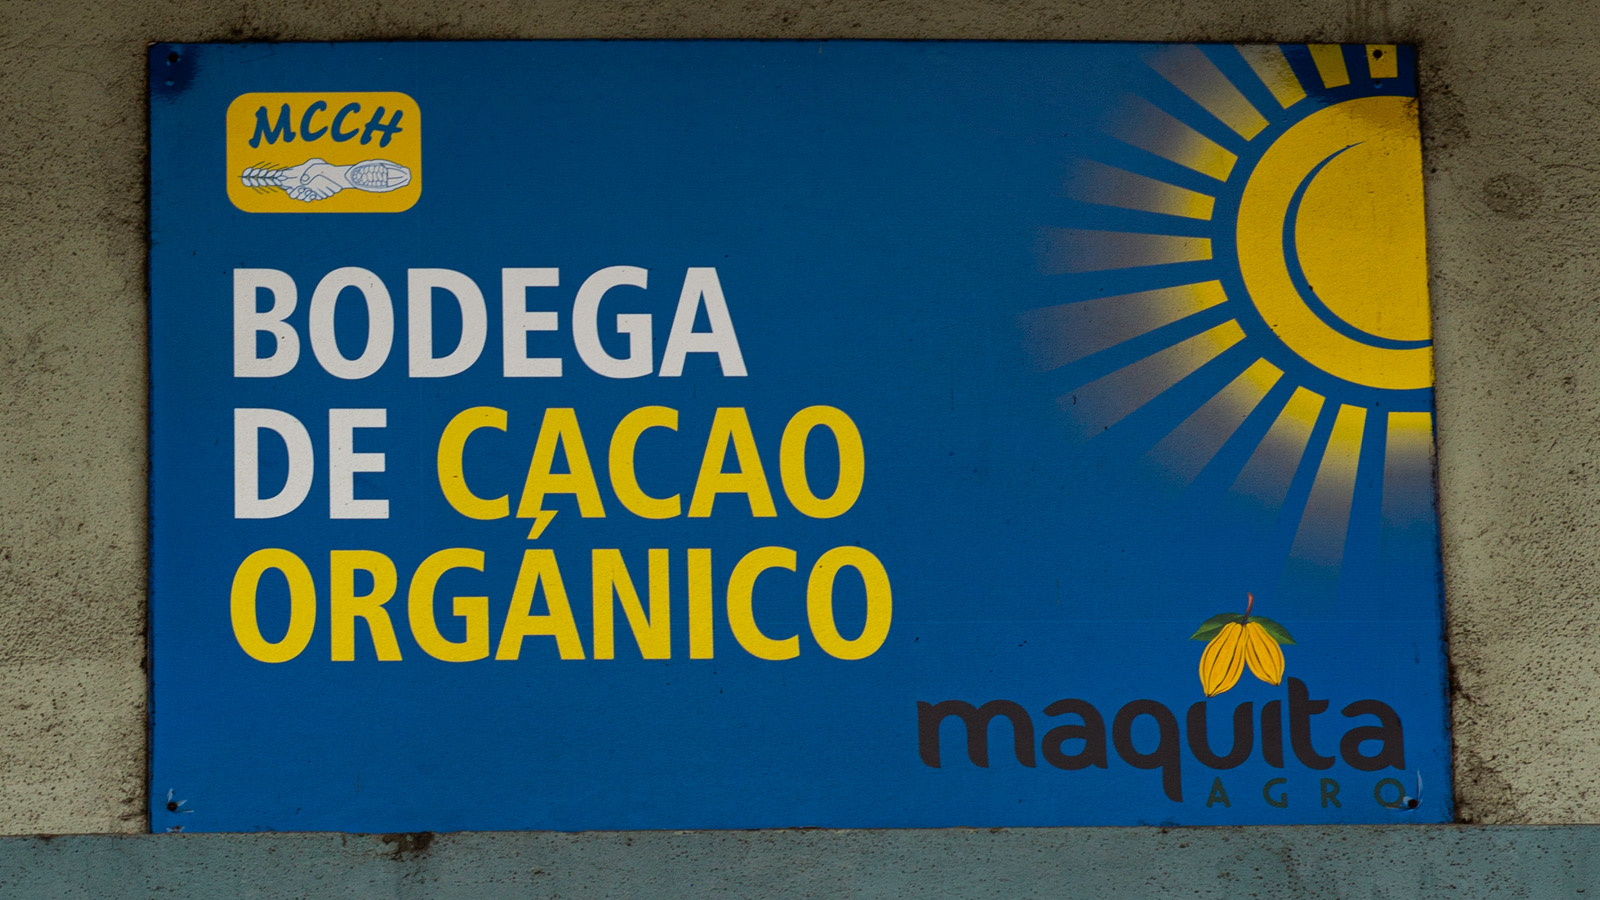 MCCH
BODEGA
DE CACAO
ORGÁNICO
maquita
AGRO